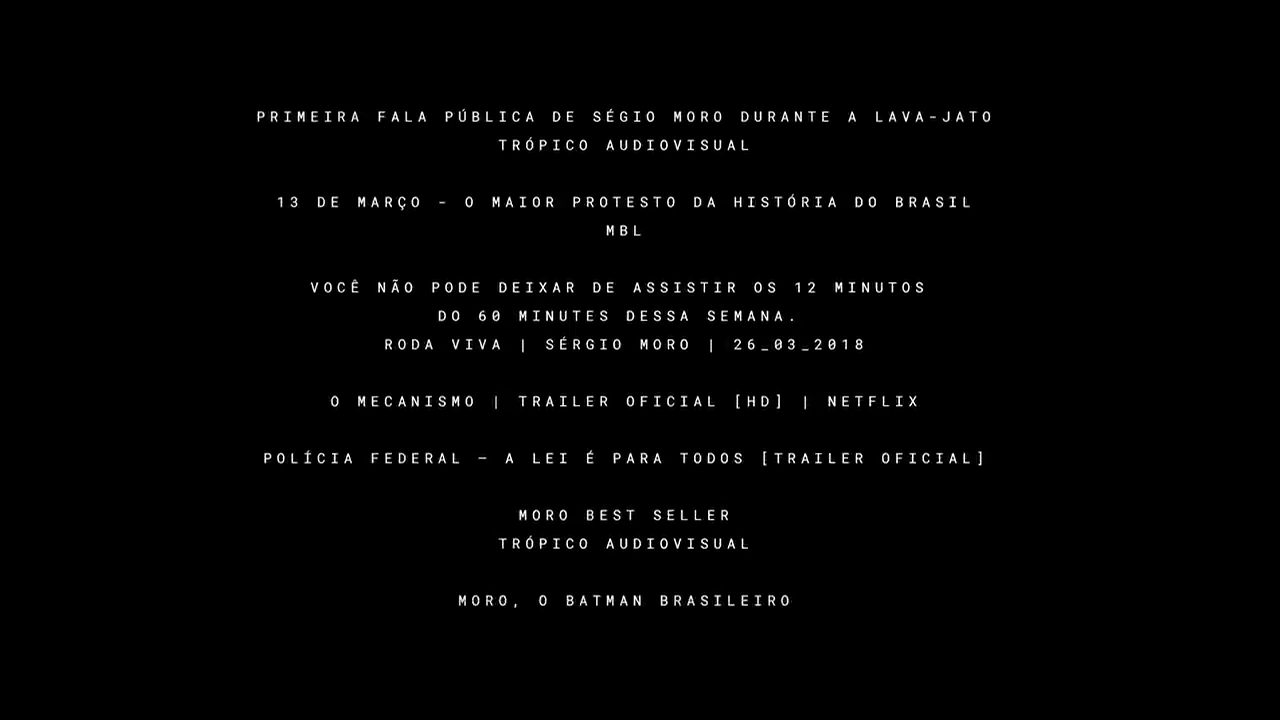 PRIMEIRA FALA PÚBLICA DE SÉGIO MORO DURANTE A LAVA-JATO
TRÓPICO AUDIOVISUAL
13 DE MARÇO - O MAIOR PROTESTO DA HISTÓRIA DO BRASIL
MBL
VOCÊ NÃO PODE DEIXAR DE ASSISTIR OS 12 MINUTOS
DO 60 MINUTES DESSA SEMANA.
RODA VIVA | SÉRGIO MORO | 26_03_2018
O MECANISMO | TRAILER OFICIAL [HD] | NETFLIX
POLÍCIA FEDERAL – A LEI É PARA TODOS [TRAILER OFICIAL]
MORO BEST SELLER
TRÓPICO AUDIOVISUAL
MORO, O BATMAN BRASILEIRO